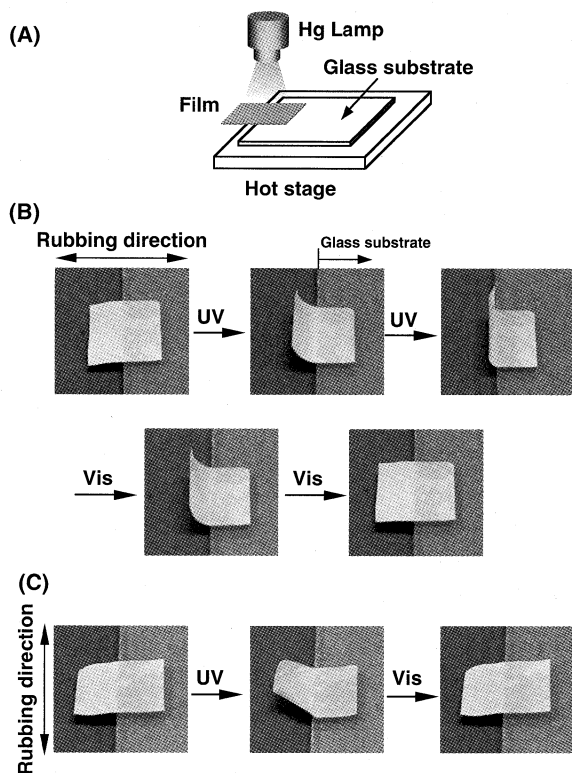 (A)
Hg Lamp
Glass substrate
Film
Hot stage
(B)
Rubbing direction
Glass substrate
UV
UV
Vis
Vis
(C)
Rubbing direction
UV
Vis